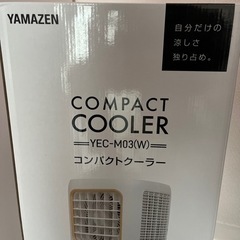 YAMAZEN
自分だけの
涼しさ
独り占め。
COMPACT
COOLER
YEC-M03(W)
コンパクトクーラー